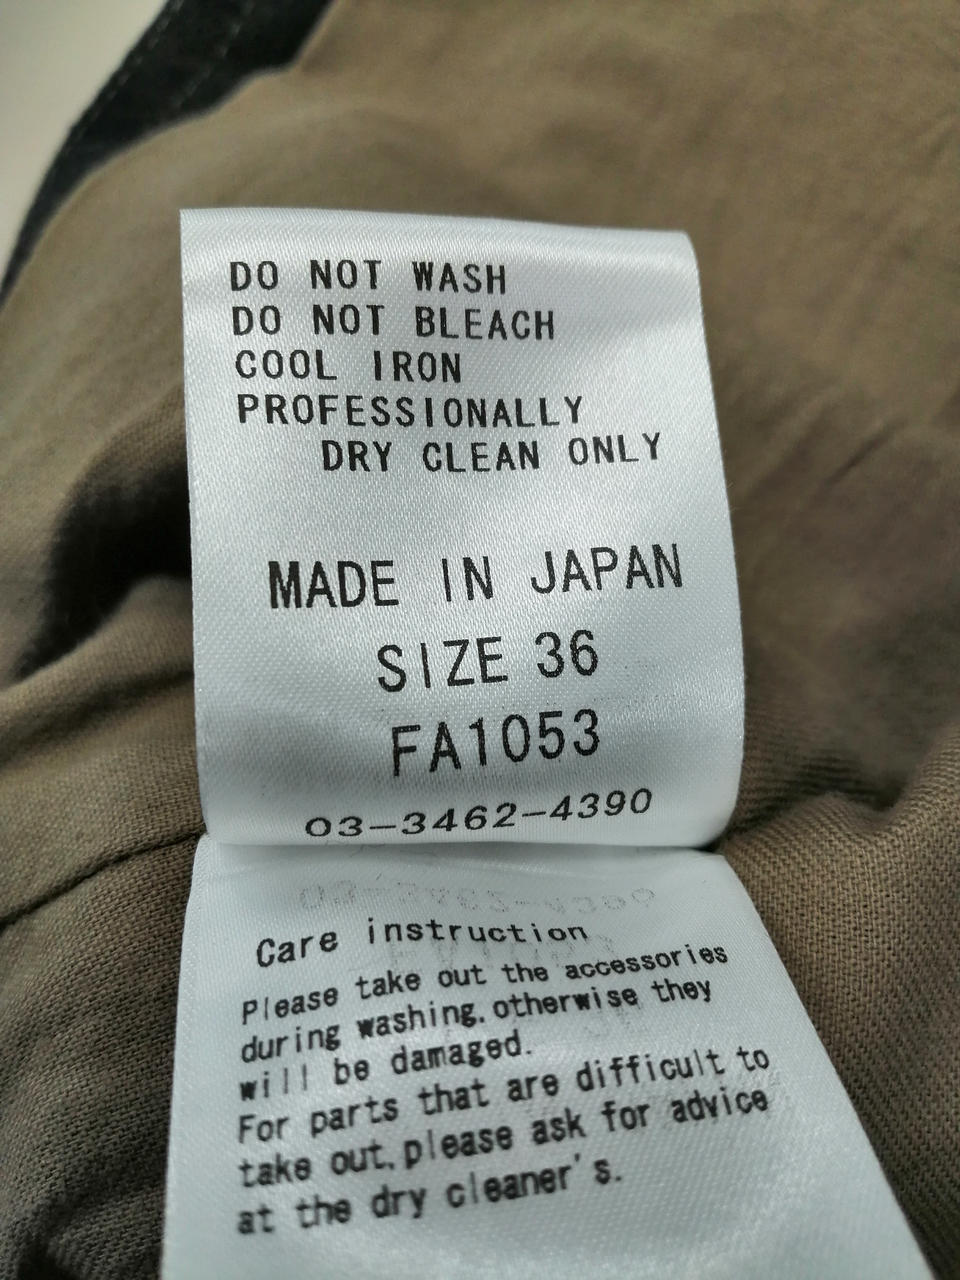 DO NOT WASH
DO NOT BLEACH
COOL IRON
PROFESSIONALLY
DRY CLEAN ONLY
MADE IN JAPAN
SIZE 36
FA1053
03-3462-4390
Care instruction
Please take out the accessories
during washing.otherwise they
will be damaged.
For parts that are difficult to
take out.please ask for advice
at the dry cleaner's.